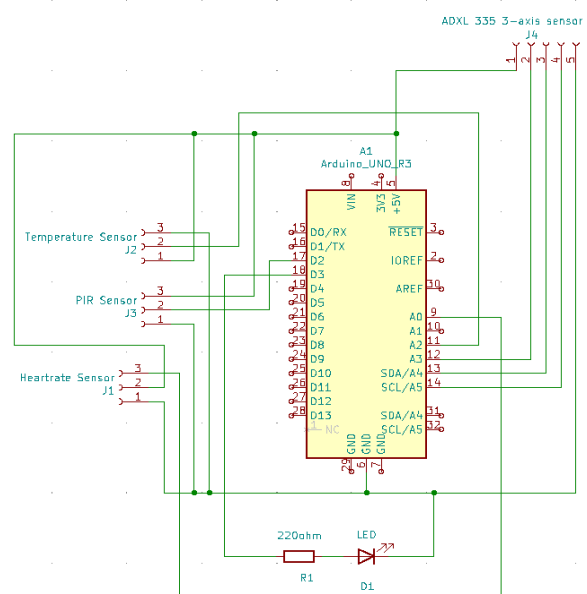 ADXL 335 3-axis sensor
J4
1 2 3 4 5
A1
Arduino_UNO_R3
8 4 5
VIN 3V3 +5V
15 D0/RX RESET 3
16 D1/TX
17 D2 IOREF 2
18 D3
19 D4 AREF 30
20 D5
21 D6 A0 9
22 D7 A1 10
23 D8 A2 11
24 D9 A3 12
25 D10 SDA/A4 13
26 D11 SCL/A5 14
27 D12
28 D13 SDA/A4 31
1 NC SCL/A5 32
GND GND GND
29 6 7
Temperature Sensor
J2
3
2
1
PIR Sensor
J3
3
2
1
Heartrate Sensor
J1
3
2
1
220ohm
R1
LED
D1